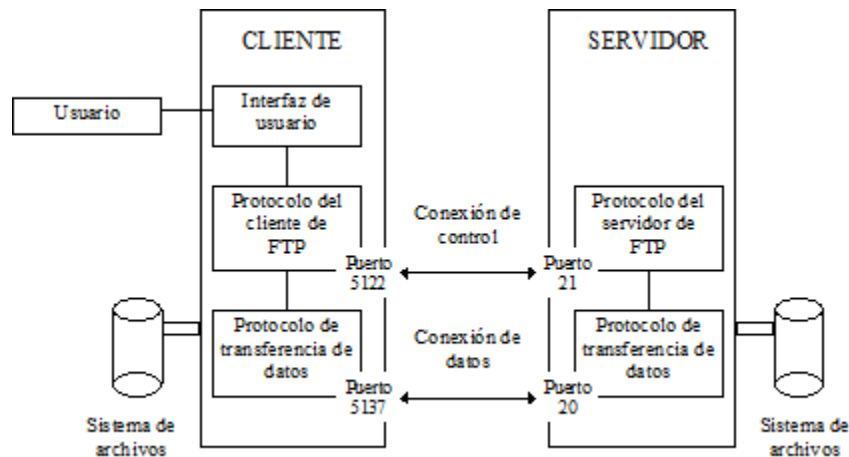 CLIENTE
SERVIDOR
Usuario
Interfaz de
usuario
Protocolo del
cliente de
FTP
Puerto
5122
Conexión de
control
Protocolo del
servidor de
FTP
Puerto
21
Protocolo de
transferencia de
datos
Puerto
5137
Conexión de
datos
Protocolo de
transferencia de
datos
Puerto
20
Sistema de
archivos
Sistema de
archivos